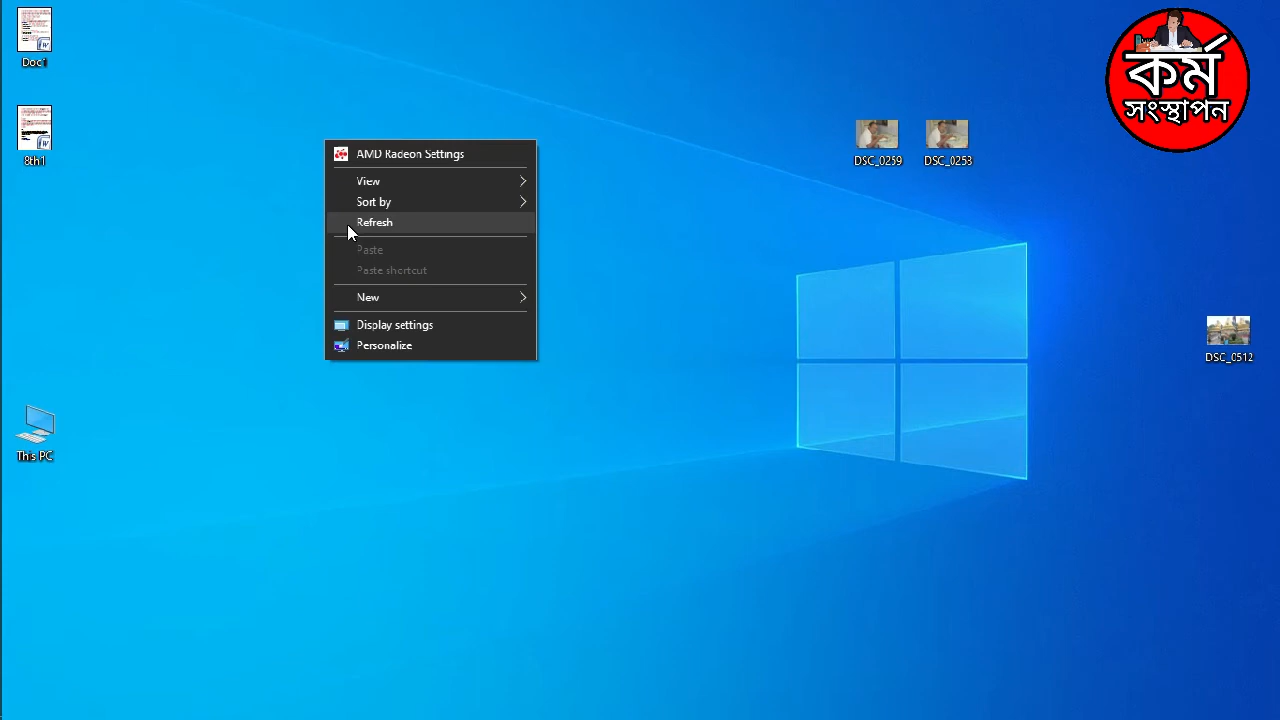 Doc1
8th1
This PC
AMD Radeon Settings
View
Sort by
Refresh
Paste
Paste shortcut
New
Display settings
Personalize
DSC_0259
DSC_0253
DSC_0512
কর্ম
সংস্থাপন